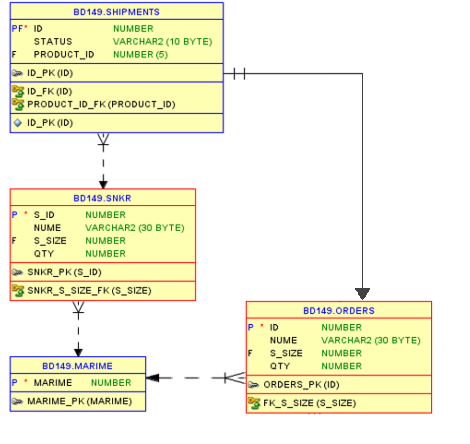 BD149.SHIPMENTS
PF* ID NUMBER
STATUS VARCHAR2 (10 BYTE)
F PRODUCT_ID NUMBER (5)
ID_PK (ID)
ID_FK (ID)
PRODUCT_ID_FK (PRODUCT_ID)
ID_PK (ID)
BD149.SNKR
P * S_ID NUMBER
NUME VARCHAR2 (30 BYTE)
F S_SIZE NUMBER
QTY NUMBER
SNKR_PK (S_ID)
SNKR_S_SIZE_FK (S_SIZE)
BD149.ORDERS
P * ID NUMBER
NUME VARCHAR2 (30 BYTE)
F S_SIZE NUMBER
QTY NUMBER
ORDERS_PK (ID)
FK_S_SIZE (S_SIZE)
BD149.MARIME
P * MARIME NUMBER
MARIME_PK (MARIME)